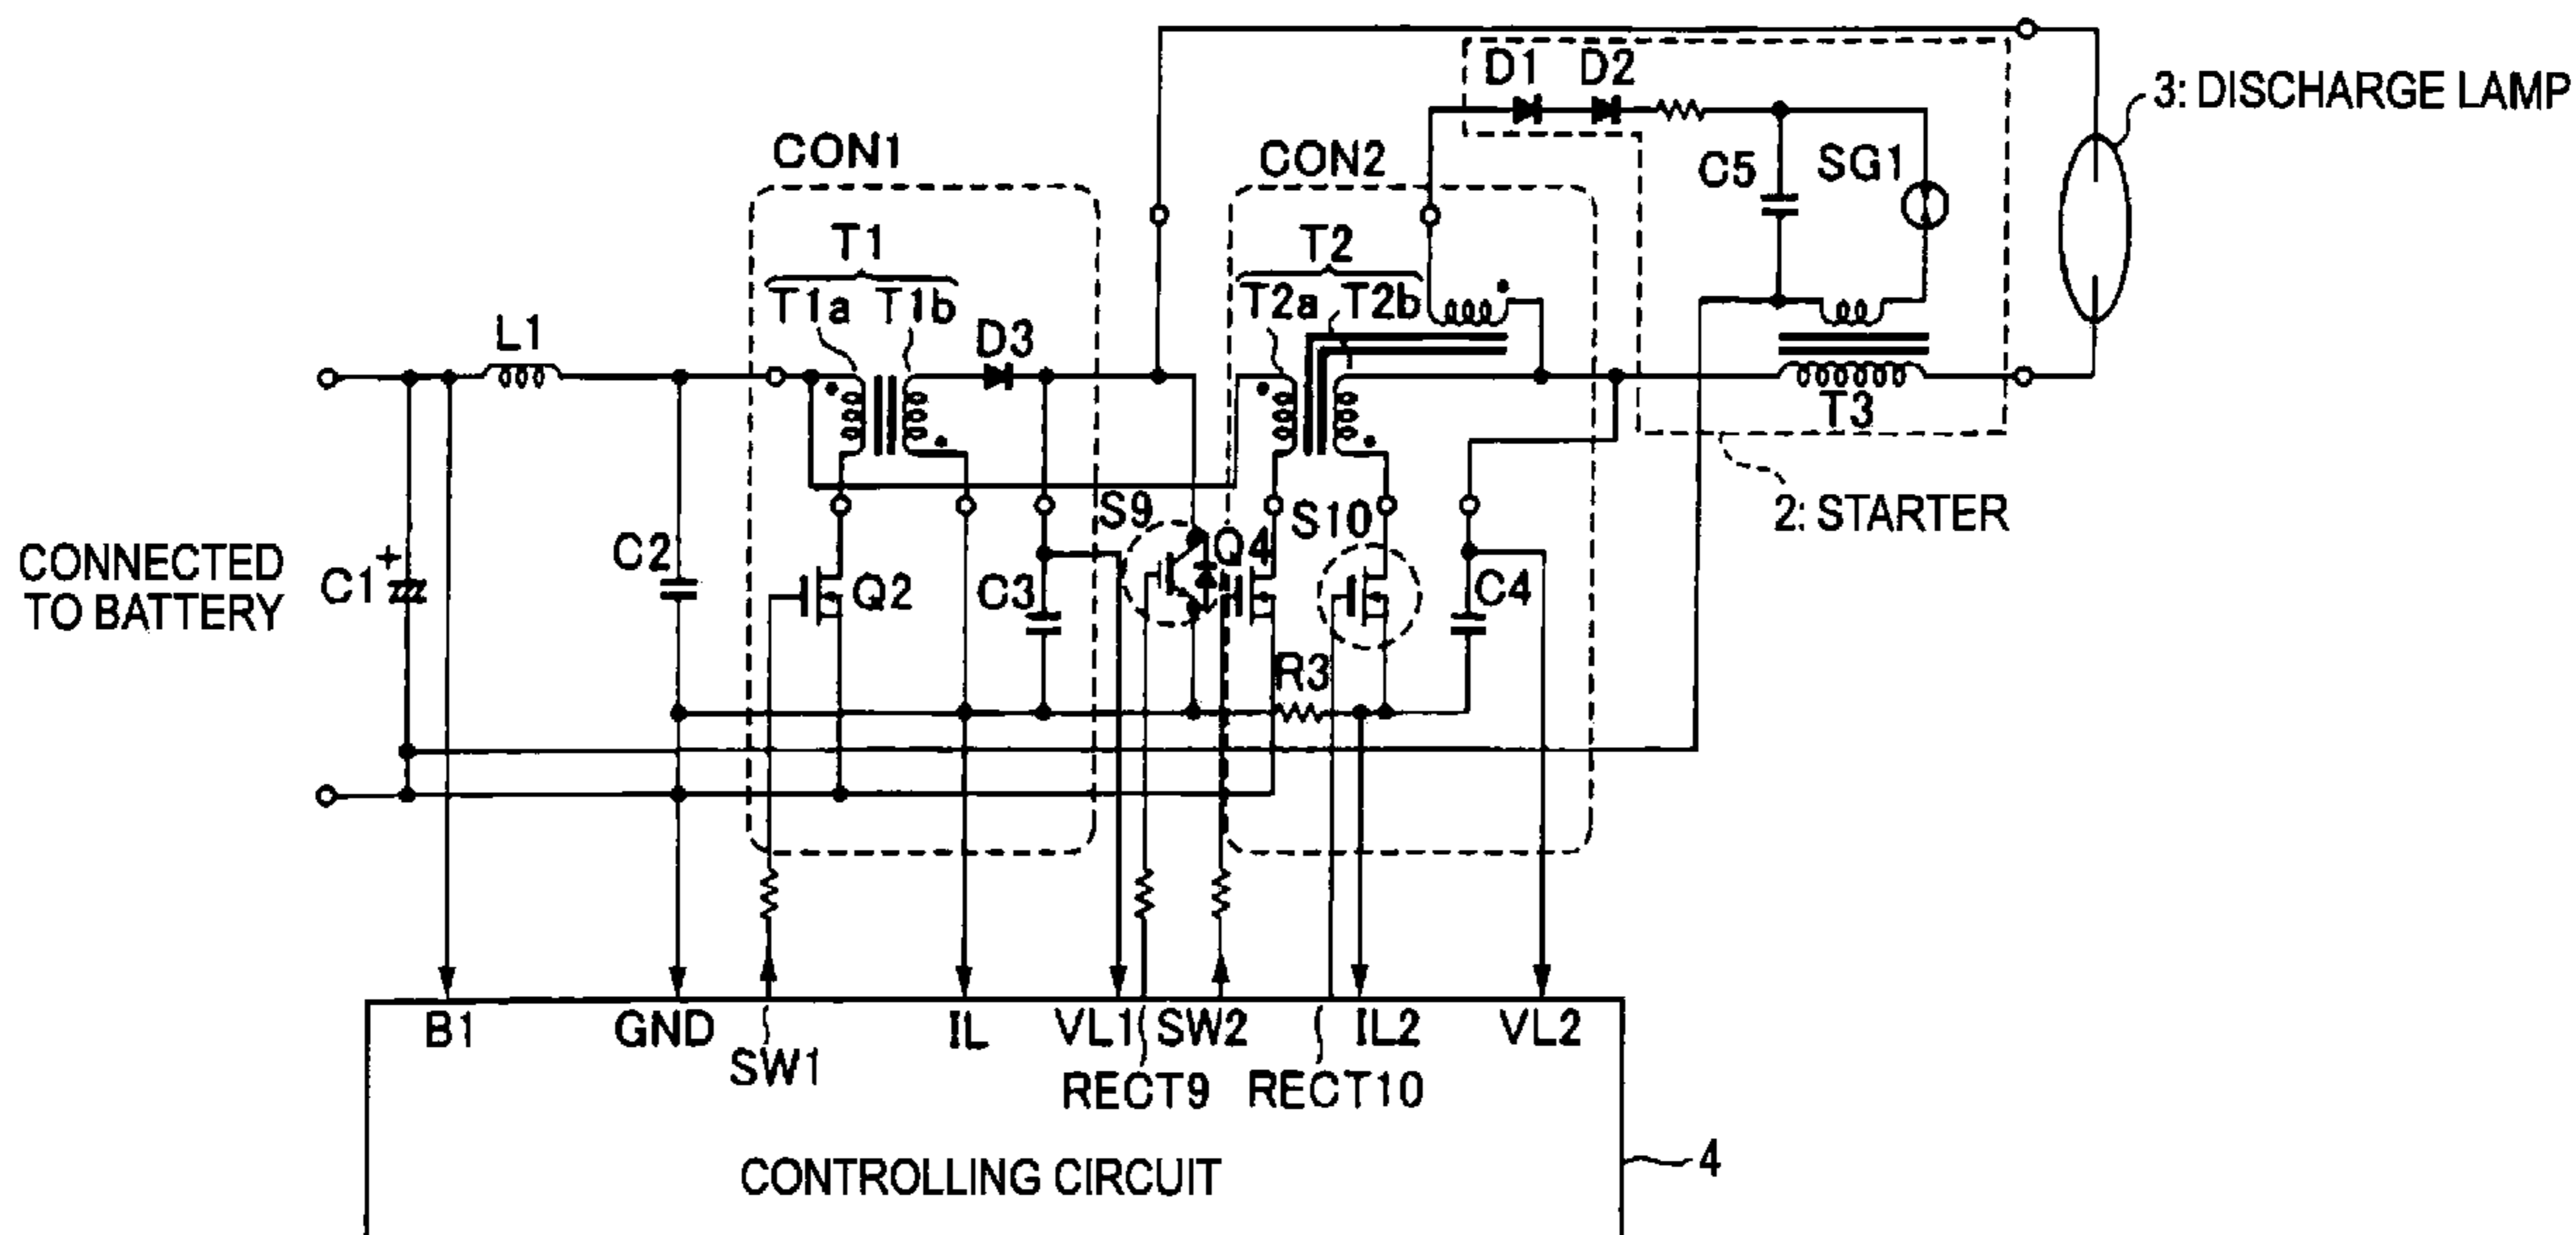 D1
D2
3: DISCHARGE LAMP
CON1
CON2
C5
SG1
T1
T2
T1a
T1b
T2a
T2b
L1
D3
T3
S9
S10
2: STARTER
CONNECTED
TO BATTERY
+
C1
C2
Q2
C3
Q4
C4
R3
B1
GND
SW1
IL
VL1
SW2
IL2
VL2
RECT9
RECT10
CONTROLLING CIRCUIT
4